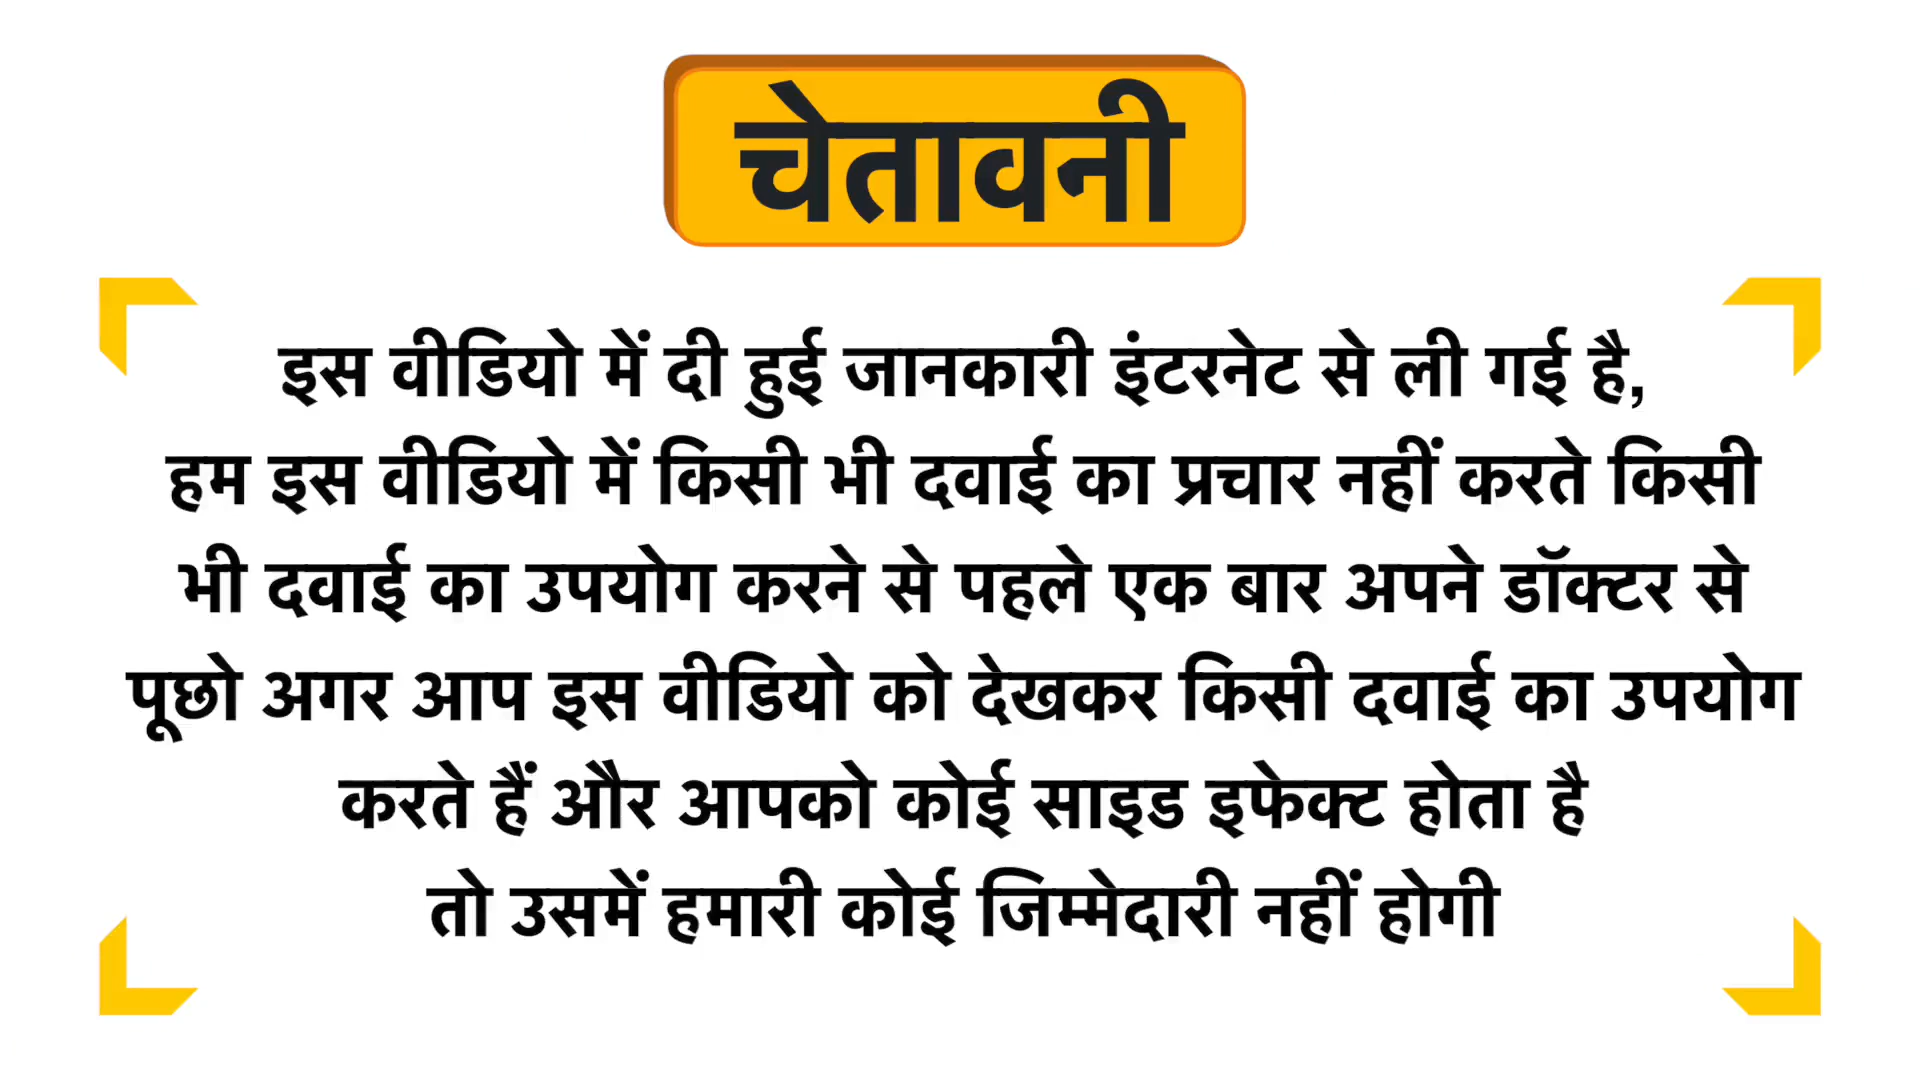 चेतावनी
इस वीडियो में दी हुई जानकारी इंटरनेट से ली गई है,
हम इस वीडियो में किसी भी दवाई का प्रचार नहीं करते किसी
भी दवाई का उपयोग करने से पहले एक बार अपने डॉक्टर से
पूछो अगर आप इस वीडियो को देखकर किसी दवाई का उपयोग
करते हैं और आपको कोई साइड इफेक्ट होता है
तो उसमें हमारी कोई जिम्मेदारी नहीं होगी